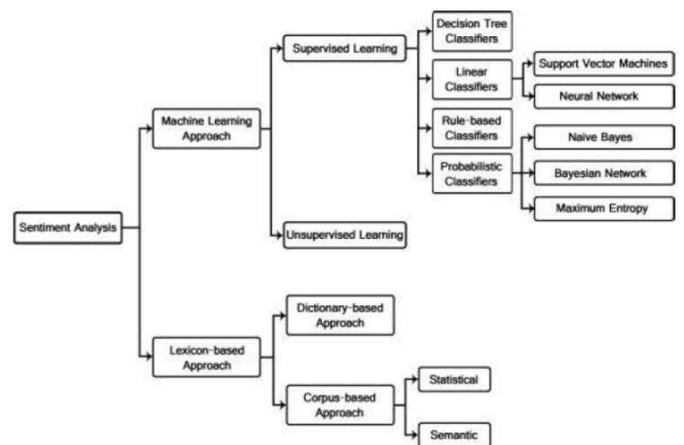 Decision Tree
Classifiers
Supervised Learning
Linear
Classifiers
Support Vector Machines
Neural Network
Machine Learning
Approach
Rule-based
Classifiers
Naive Bayes
Probabilistic
Classifiers
Bayesian Network
Maximum Entropy
Sentiment Analysis
Unsupervised Learning
Dictionary-based
Approach
Lexicon-based
Approach
Corpus-based
Approach
Statistical
Semantic